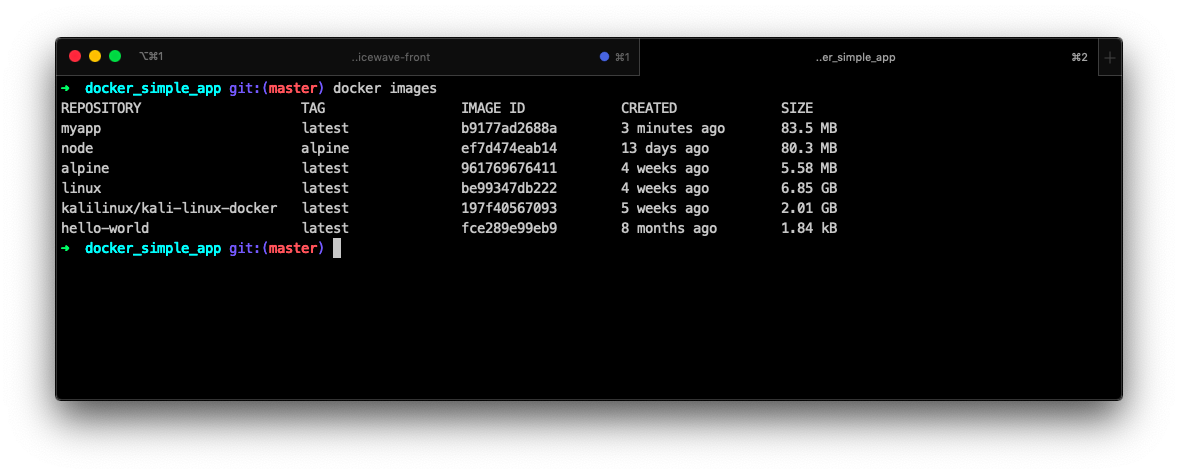 ⌥⌘1 ..icewave-front ⌘1 ..er_simple_app ⌘2 +
➜ docker_simple_app git:(master) docker images
REPOSITORY TAG IMAGE ID CREATED SIZE
myapp latest b9177ad2688a 3 minutes ago 83.5 MB
node alpine ef7d474eab14 13 days ago 80.3 MB
alpine latest 961769676411 4 weeks ago 5.58 MB
linux latest be99347db222 4 weeks ago 6.85 GB
kalilinux/kali-linux-docker latest 197f40567093 5 weeks ago 2.01 GB
hello-world latest fce289e99eb9 8 months ago 1.84 kB
➜ docker_simple_app git:(master)